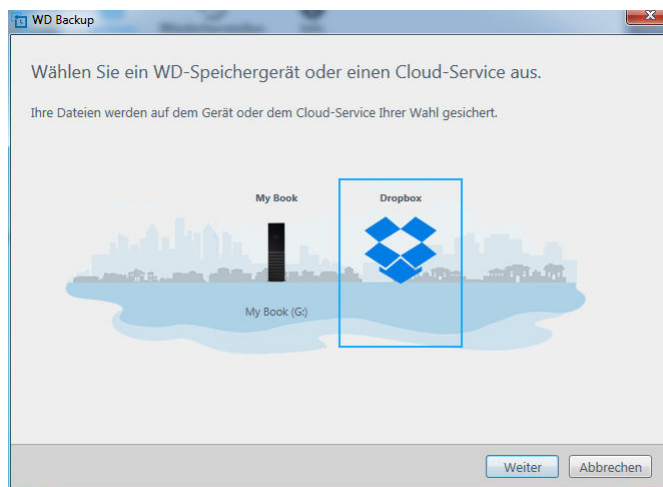 WD Backup
Wählen Sie ein WD-Speichergerät oder einen Cloud-Service aus.
Ihre Dateien werden auf dem Gerät oder dem Cloud-Service Ihrer Wahl gesichert.
My Book
Dropbox
My Book (G:)
Weiter
Abbrechen